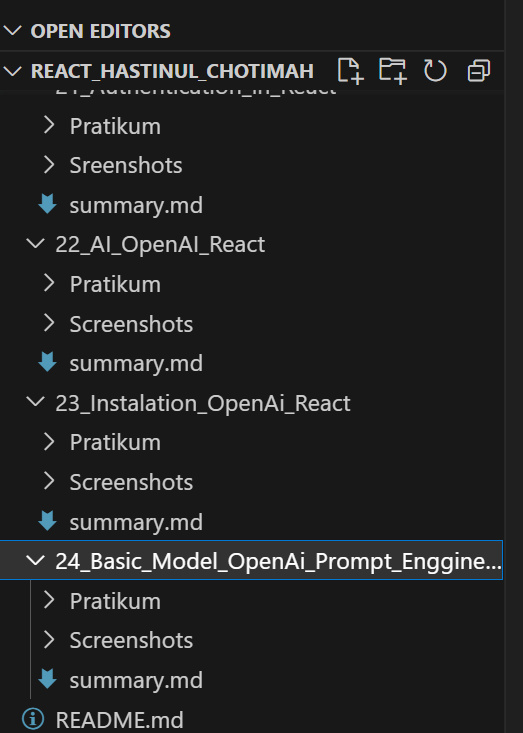 OPEN EDITORS
REACT_HASTINUL_CHOTIMAH
21_Authentication_In_React
Pratikum
Sreenshots
summary.md
22_AI_OpenAI_React
Pratikum
Screenshots
summary.md
23_Instalation_OpenAi_React
Pratikum
Screenshots
summary.md
24_Basic_Model_OpenAi_Prompt_Enggine...
Pratikum
Screenshots
summary.md
README.md